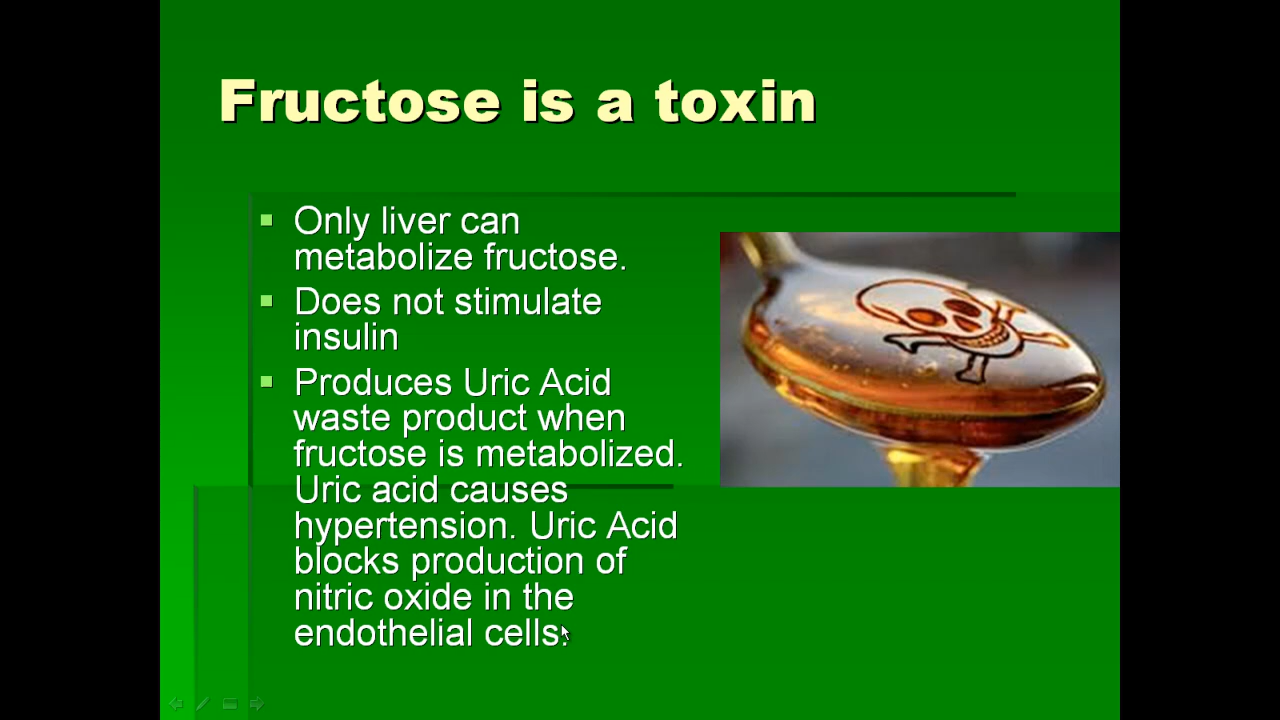 Fructose is a toxin
Only liver can
metabolize fructose.
Does not stimulate
insulin
Produces Uric Acid
waste product when
fructose is metabolized.
Uric acid causes
hypertension. Uric Acid
blocks production of
nitric oxide in the
endothelial cells.